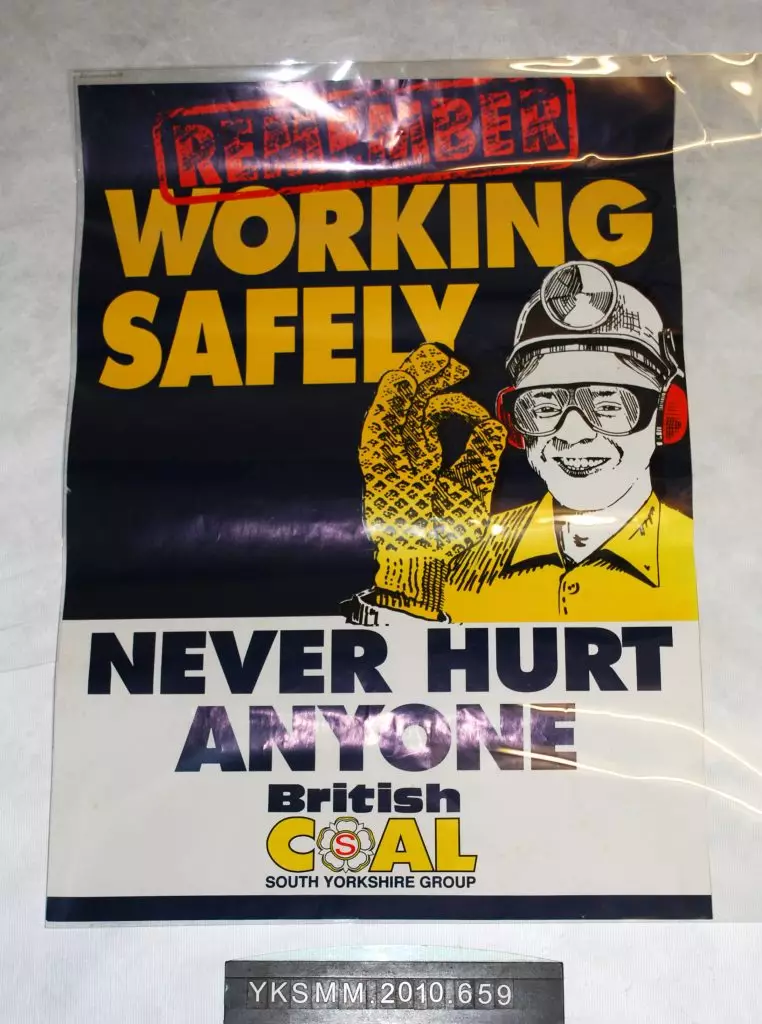 REMEMBER
WORKING
SAFELY
NEVER HURT
ANYONE
British
COAL
S
SOUTH YORKSHIRE GROUP
YKSMM.2010.659